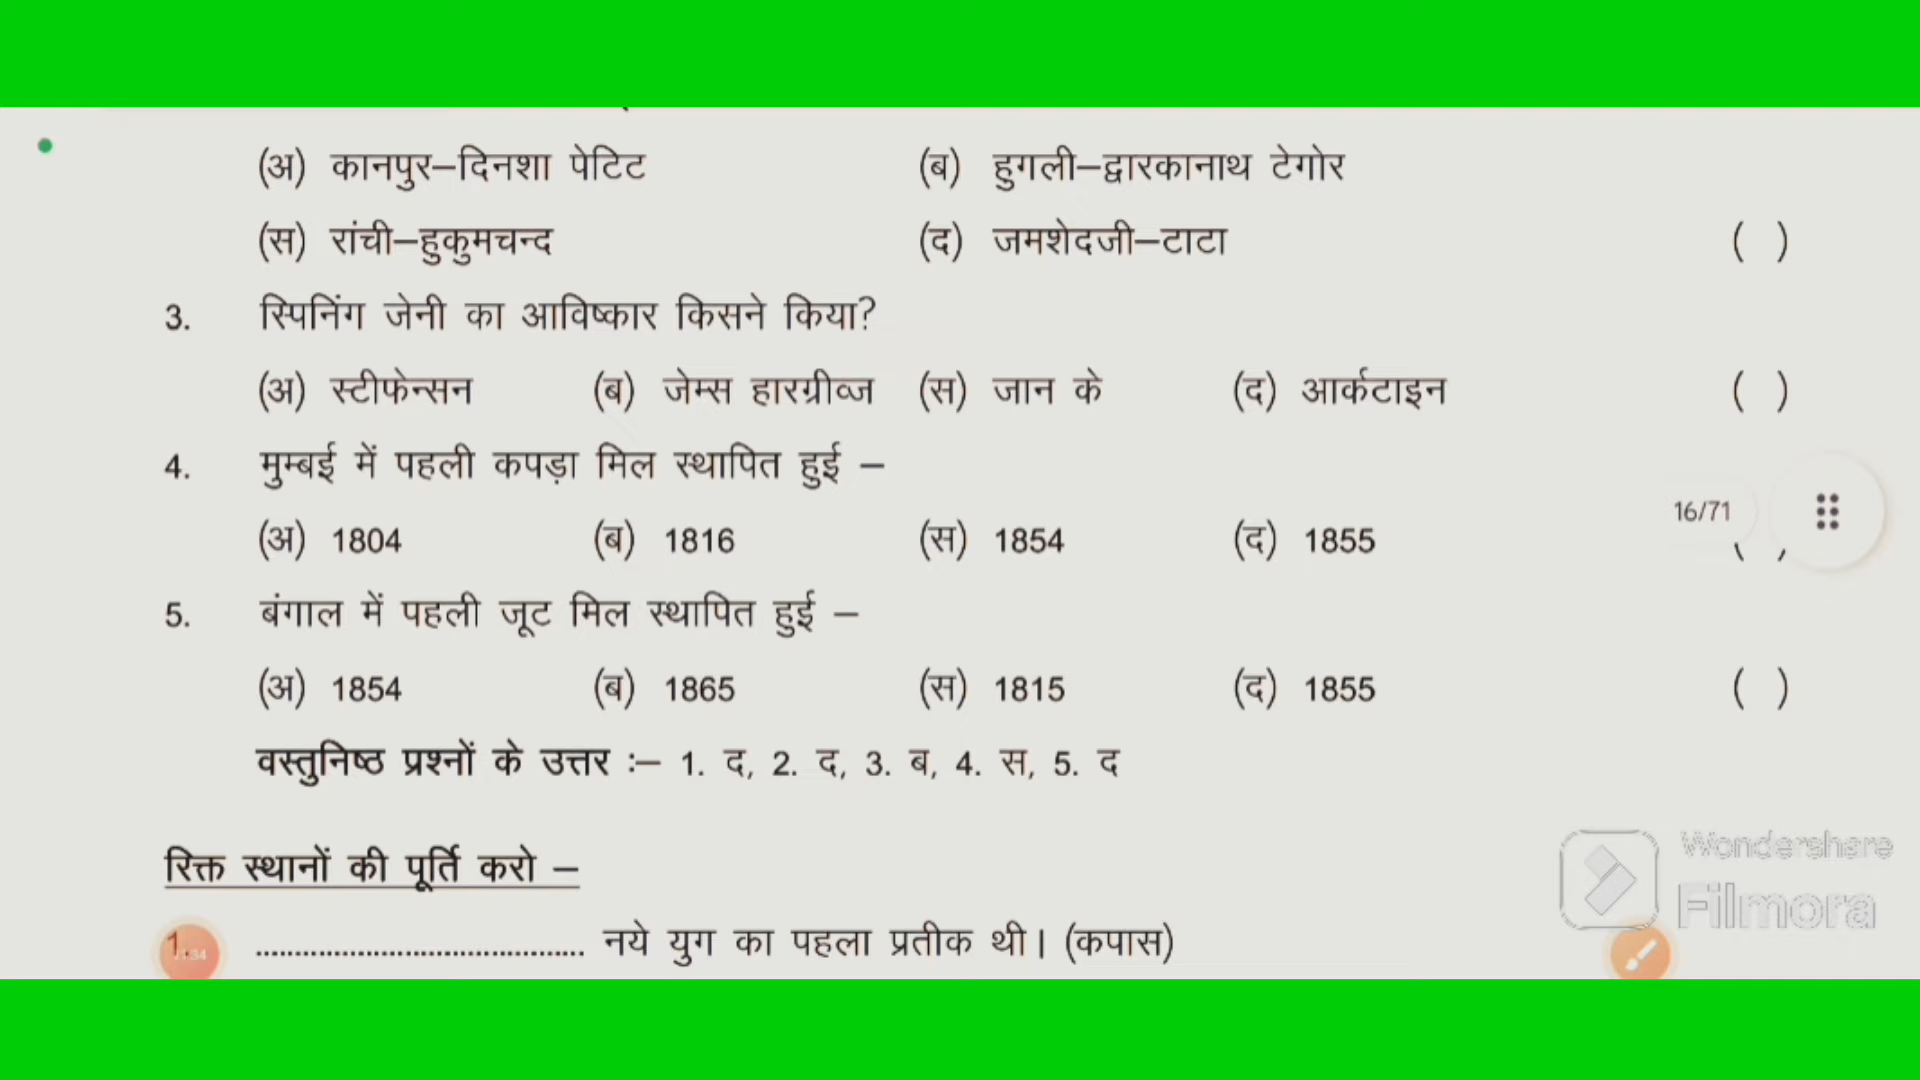 (अ) कानपुर–दिनशा पेटिट (ब) हुगली–द्वारकानाथ टेगोर
(स) रांची–हुकुमचन्द (द) जमशेदजी–टाटा ( )
3. स्पिनिंग जेनी का आविष्कार किसने किया?
(अ) स्टीफेन्सन (ब) जेम्स हारग्रीव्ज (स) जान के (द) आर्कटाइन ( )
4. मुम्बई में पहली कपड़ा मिल स्थापित हुई –
16/71
(अ) 1804 (ब) 1816 (स) 1854 (द) 1855 ( )
5. बंगाल में पहली जूट मिल स्थापित हुई –
(अ) 1854 (ब) 1865 (स) 1815 (द) 1855 ( )
वस्तुनिष्ठ प्रश्नों के उत्तर :– 1. द, 2. द, 3. ब, 4. स, 5. द
Wondershare
रिक्त स्थानों की पूर्ति करो –
Filmora
1. ........................................ नये युग का पहला प्रतीक थी। (कपास)